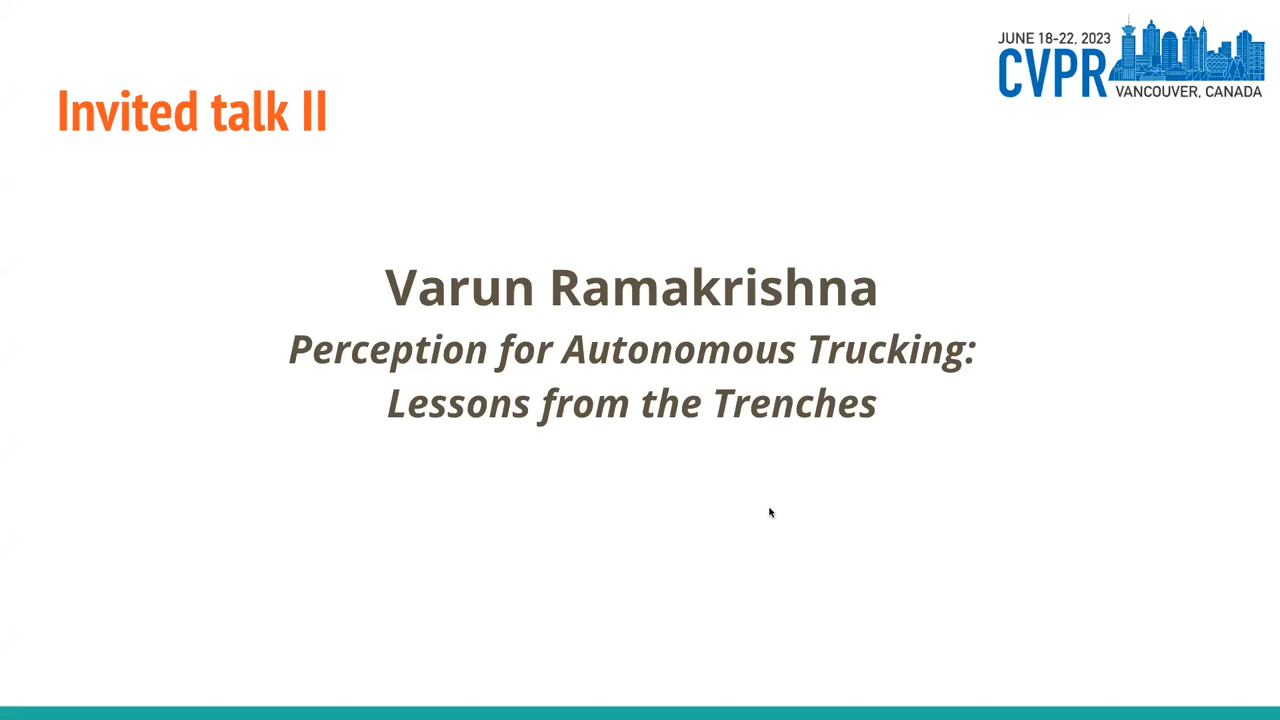 JUNE 18-22, 2023
CVPR
VANCOUVER, CANADA
Invited talk II
Varun Ramakrishna
Perception for Autonomous Trucking:
Lessons from the Trenches